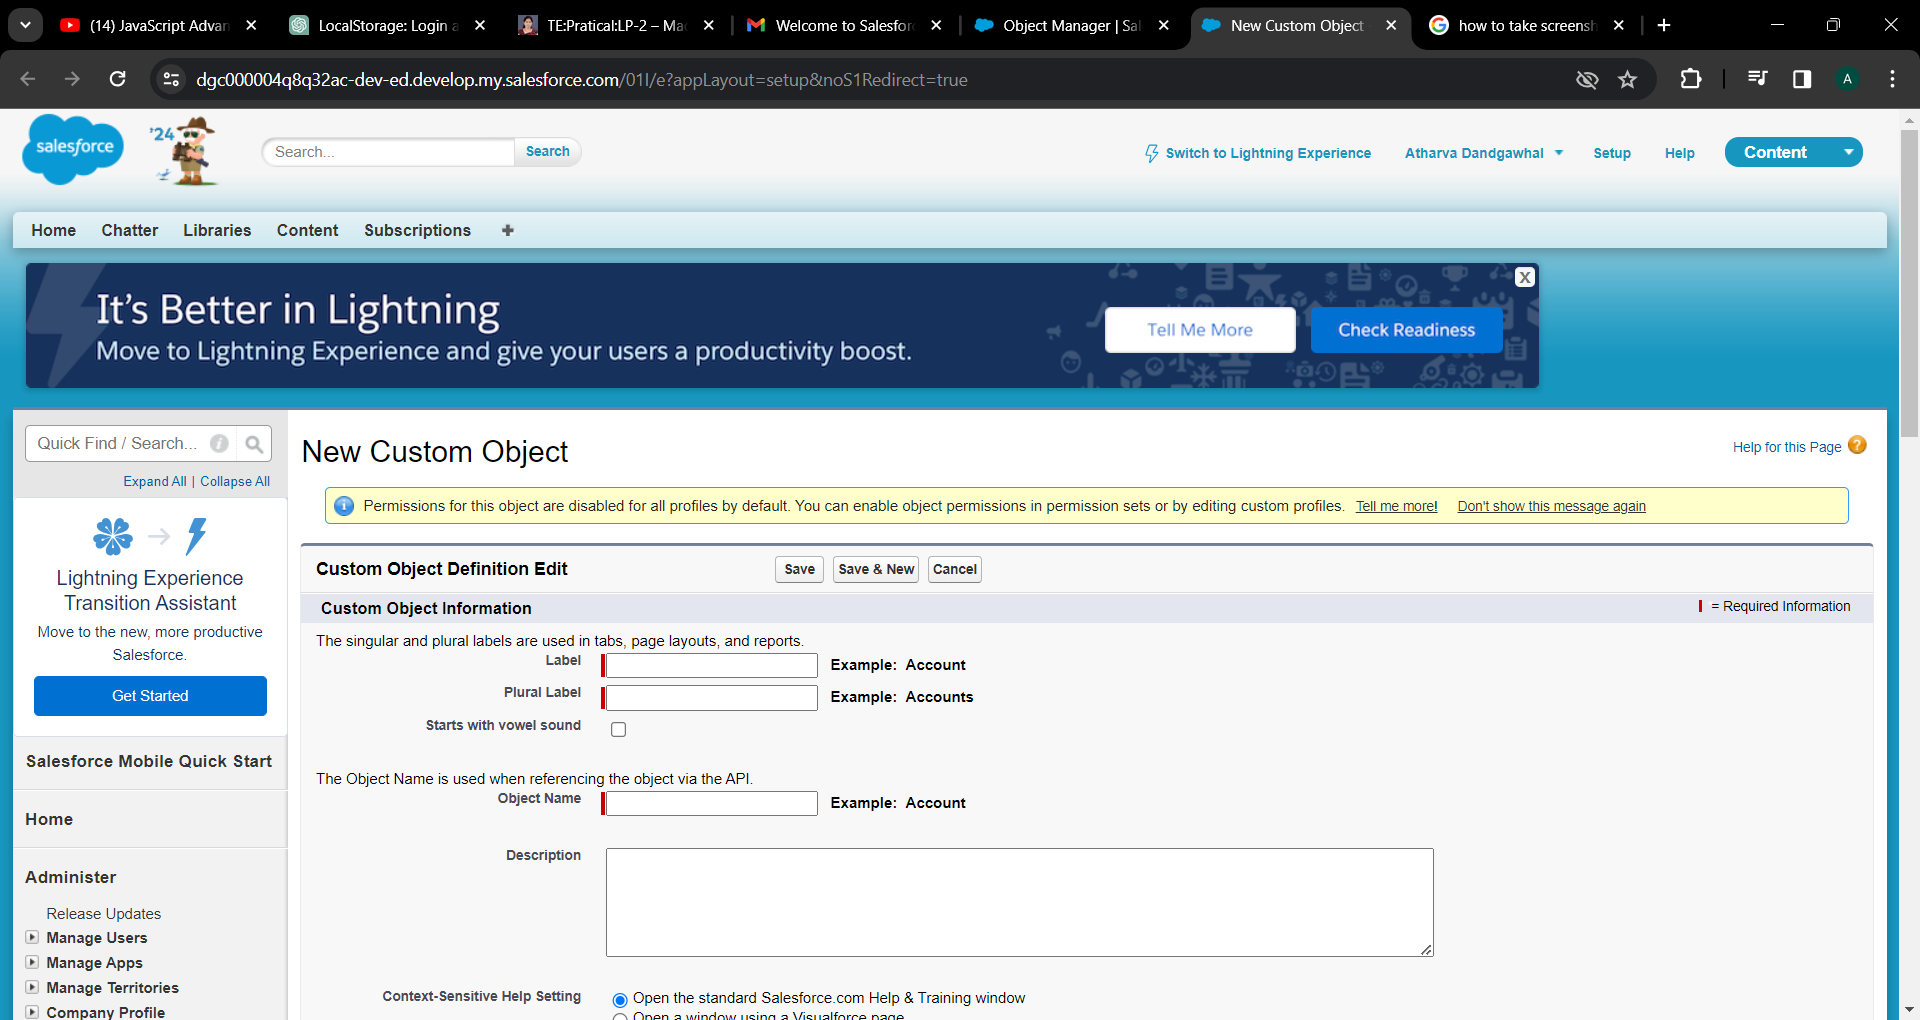 (14) JavaScript Advan
LocalStorage: Login a
TE:Pratical:LP-2 – Ma
Welcome to Salesfor
Object Manager | Sal
New Custom Object
how to take screensh
dgc000004q8q32ac-dev-ed.develop.my.salesforce.com/01I/e?appLayout=setup&noS1Redirect=true
A
salesforce
'24
Search...
Search
Switch to Lightning Experience
Atharva Dandgawhal
Setup
Help
Content
Home
Chatter
Libraries
Content
Subscriptions
+
It's Better in Lightning
Move to Lightning Experience and give your users a productivity boost.
Tell Me More
Check Readiness
X
Quick Find / Search...
i
Expand All | Collapse All
Lightning Experience
Transition Assistant
Move to the new, more productive
Salesforce.
Get Started
Salesforce Mobile Quick Start
Home
Administer
Release Updates
Manage Users
Manage Apps
Manage Territories
Company Profile
New Custom Object
Help for this Page
?
i
Permissions for this object are disabled for all profiles by default. You can enable object permissions in permission sets or by editing custom profiles. Tell me more! Don't show this message again
Custom Object Definition Edit
Save
Save & New
Cancel
Custom Object Information
= Required Information
The singular and plural labels are used in tabs, page layouts, and reports.
Label
Example: Account
Plural Label
Example: Accounts
Starts with vowel sound
The Object Name is used when referencing the object via the API.
Object Name
Example: Account
Description
Context-Sensitive Help Setting
Open the standard Salesforce.com Help & Training window
Open a window using a Visualforce page